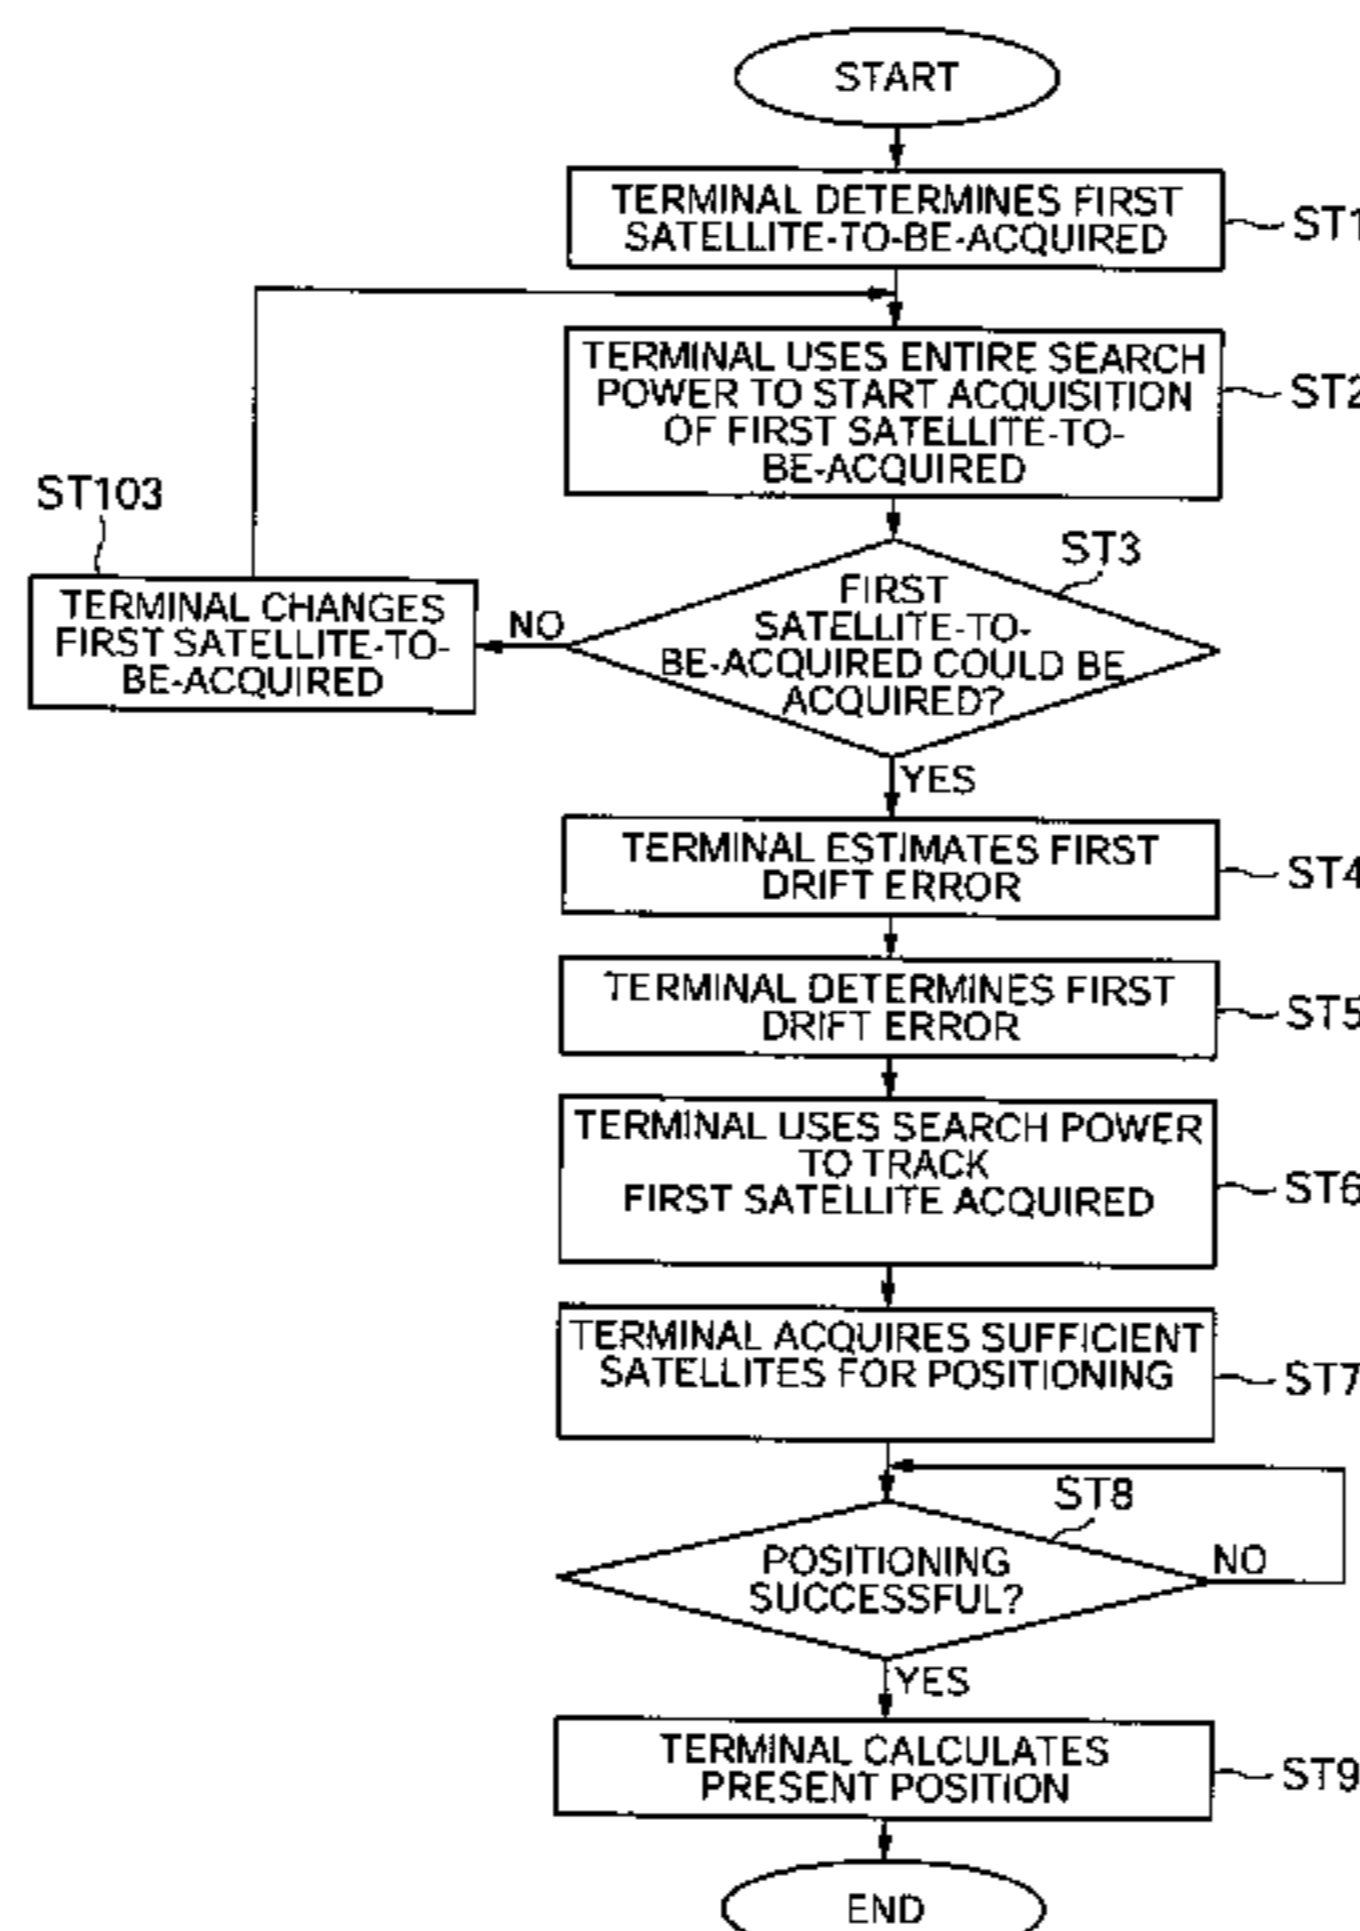 START
TERMINAL DETERMINES FIRST
SATELLITE-TO-BE-ACQUIRED
ST1
TERMINAL USES ENTIRE SEARCH
POWER TO START ACQUISITION
OF FIRST SATELLITE-TO-
BE-ACQUIRED
ST2
ST103
TERMINAL CHANGES
FIRST SATELLITE-TO-
BE-ACQUIRED
NO
ST3
FIRST
SATELLITE-TO-
BE-ACQUIRED COULD BE
ACQUIRED?
YES
TERMINAL ESTIMATES FIRST
DRIFT ERROR
ST4
TERMINAL DETERMINES FIRST
DRIFT ERROR
ST5
TERMINAL USES SEARCH POWER
TO TRACK
FIRST SATELLITE ACQUIRED
ST6
TERMINAL ACQUIRES SUFFICIENT
SATELLITES FOR POSITIONING
ST7
ST8
POSITIONING
SUCCESSFUL?
NO
YES
TERMINAL CALCULATES
PRESENT POSITION
ST9
END